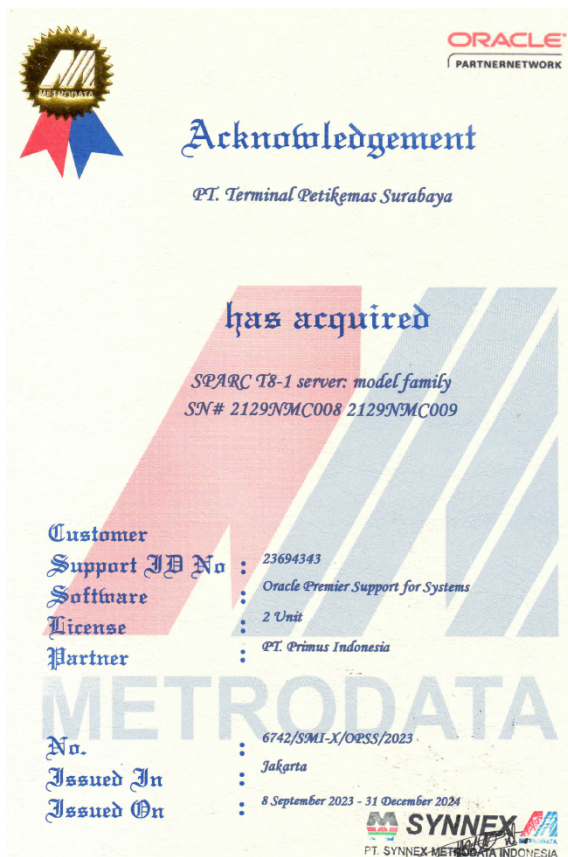 METRODATA
ORACLE
PARTNERNETWORK
Acknowledgement
PT. Terminal Petikemas Surabaya
has acquired
SPARC T8-1 server: model family
SN# 2129NMC008 2129NMC009
Customer
Support ID No : 23694343
Software : Oracle Premier Support for Systems
License : 2 Unit
Partner : PT. Primus Indonesia
METRODATA
No. : 6742/SMI-X/OPSS/2023
Issued In : Jakarta
Issued On : 8 September 2023 - 31 December 2024
SYNNEX METRODATA
PT. SYNNEX METRODATA INDONESIA